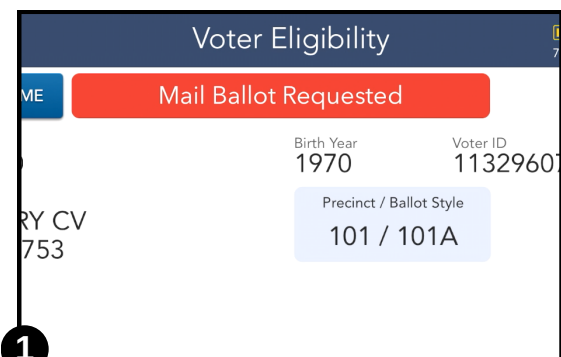 Voter Eligibility
ME
Mail Ballot Requested
Birth Year
Voter ID
1970
11329607
Precinct / Ballot Style
101 / 101A
RY CV
753
1